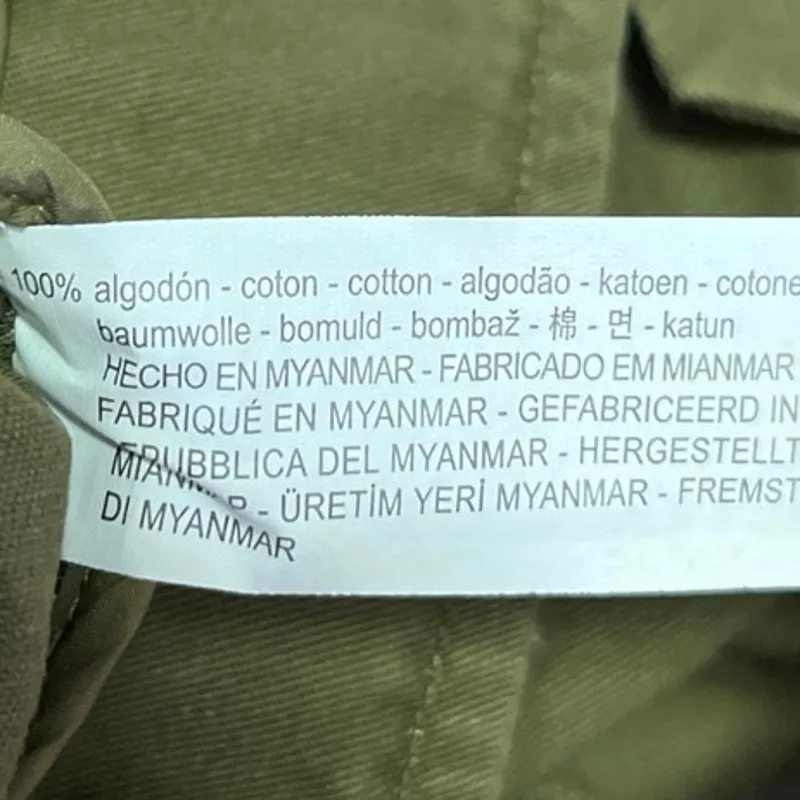 100% algodón - coton - cotton - algodão - katoen - cotone
baumwolle - bomuld - bombaž - 棉 - 면 - katun
HECHO EN MYANMAR - FABRICADO EM MIANMAR
FABRIQUÉ EN MYANMAR - GEFABRICEERD IN
DEL MYANMAR - HERGESTELLT
- ÜRETİM YERİ MYANMAR - FREMST
DI MYANMAR